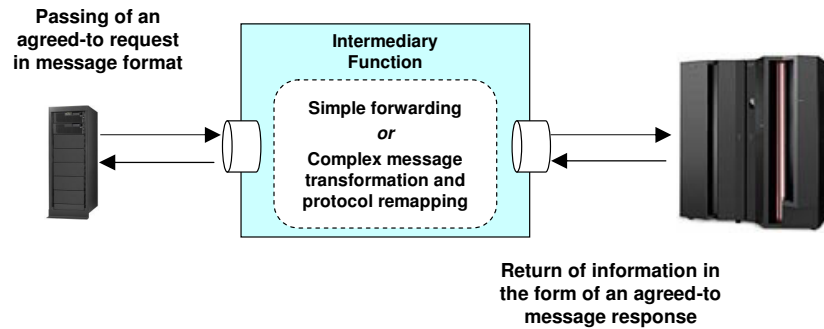 Passing of an
agreed-to request
in message format
Intermediary
Function
Simple forwarding
or
Complex message
transformation and
protocol remapping
Return of information in
the form of an agreed-to
message response